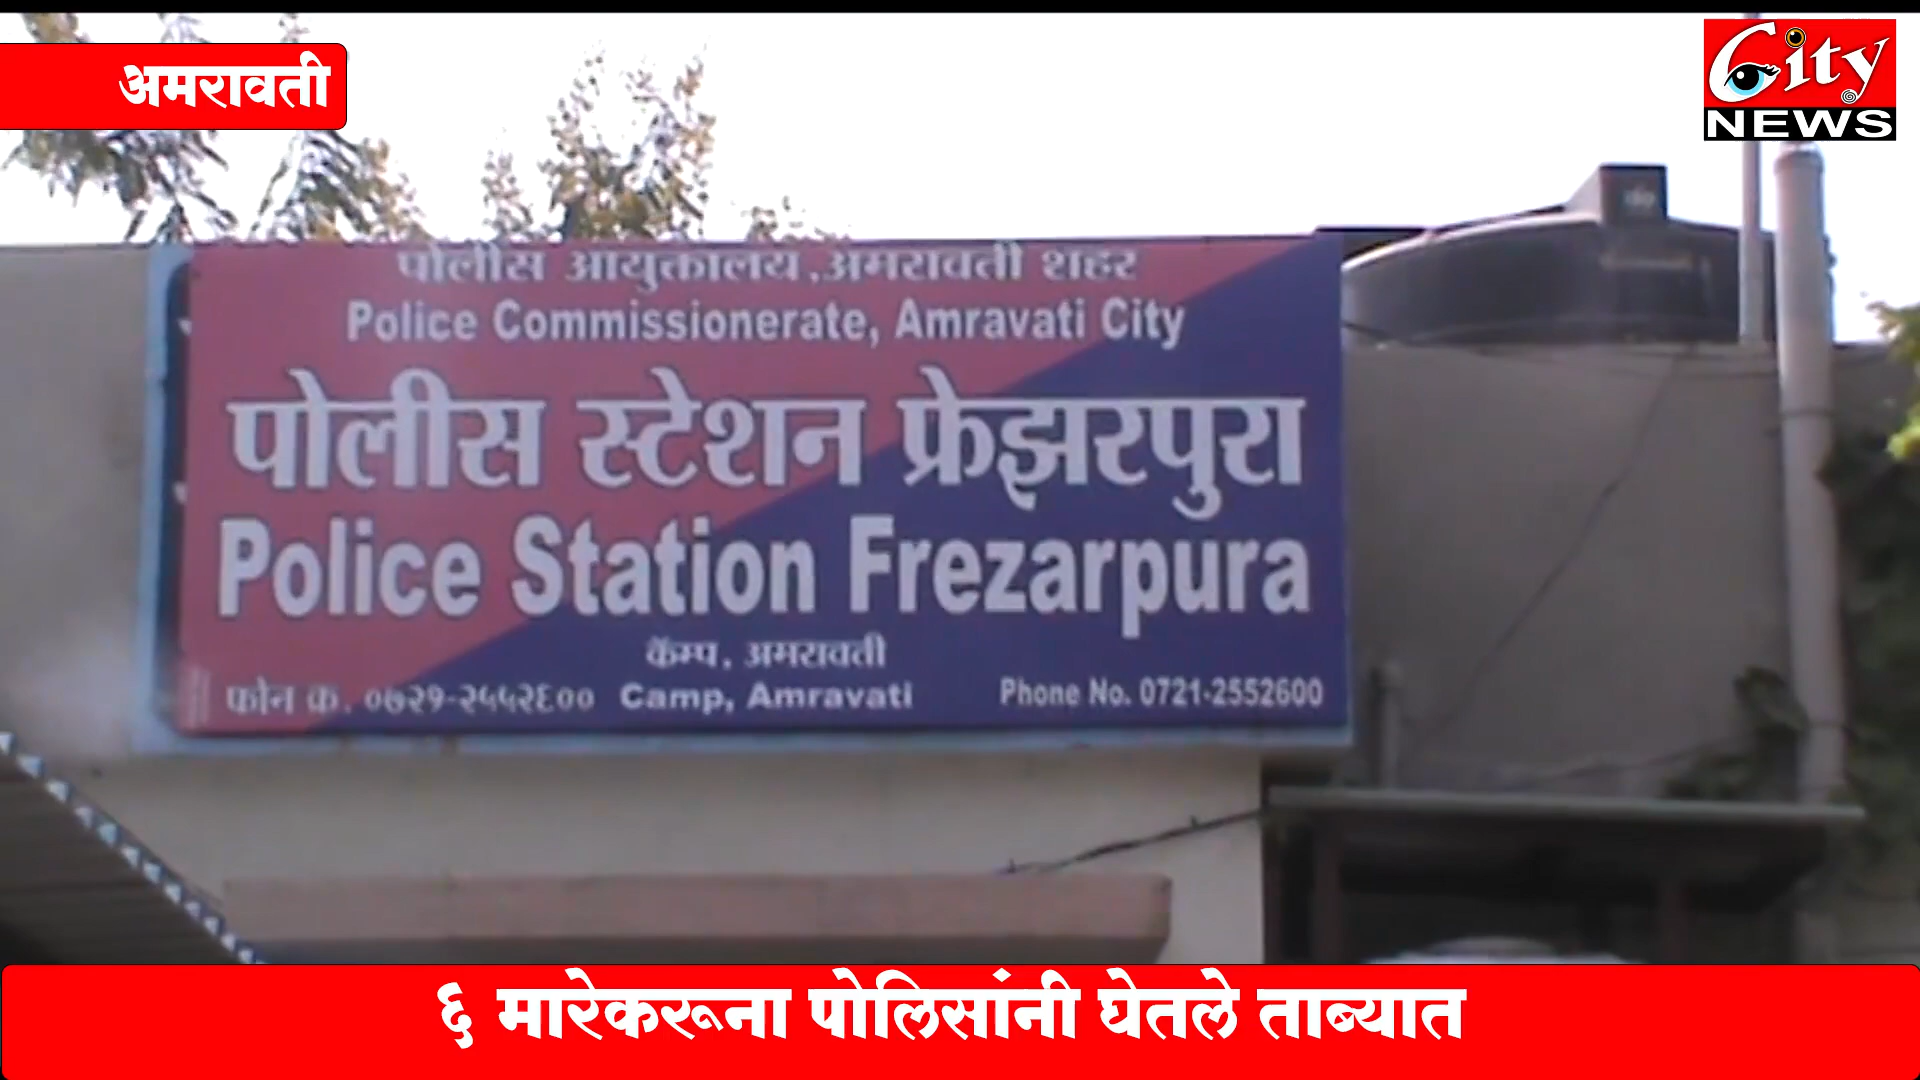 अमरावती
City
NEWS
पोलीस आयुक्तालय,अमरावती शहर
Police Commissionerate, Amravati City
पोलीस स्टेशन फ्रेझरपुरा
Police Station Frezarpura
कॅम्प, अमरावती
फोन क्र. ०७२१-२५५२६०० Camp, Amravati Phone No. 0721-2552600
६ मारेकरूना पोलिसांनी घेतले ताब्यात